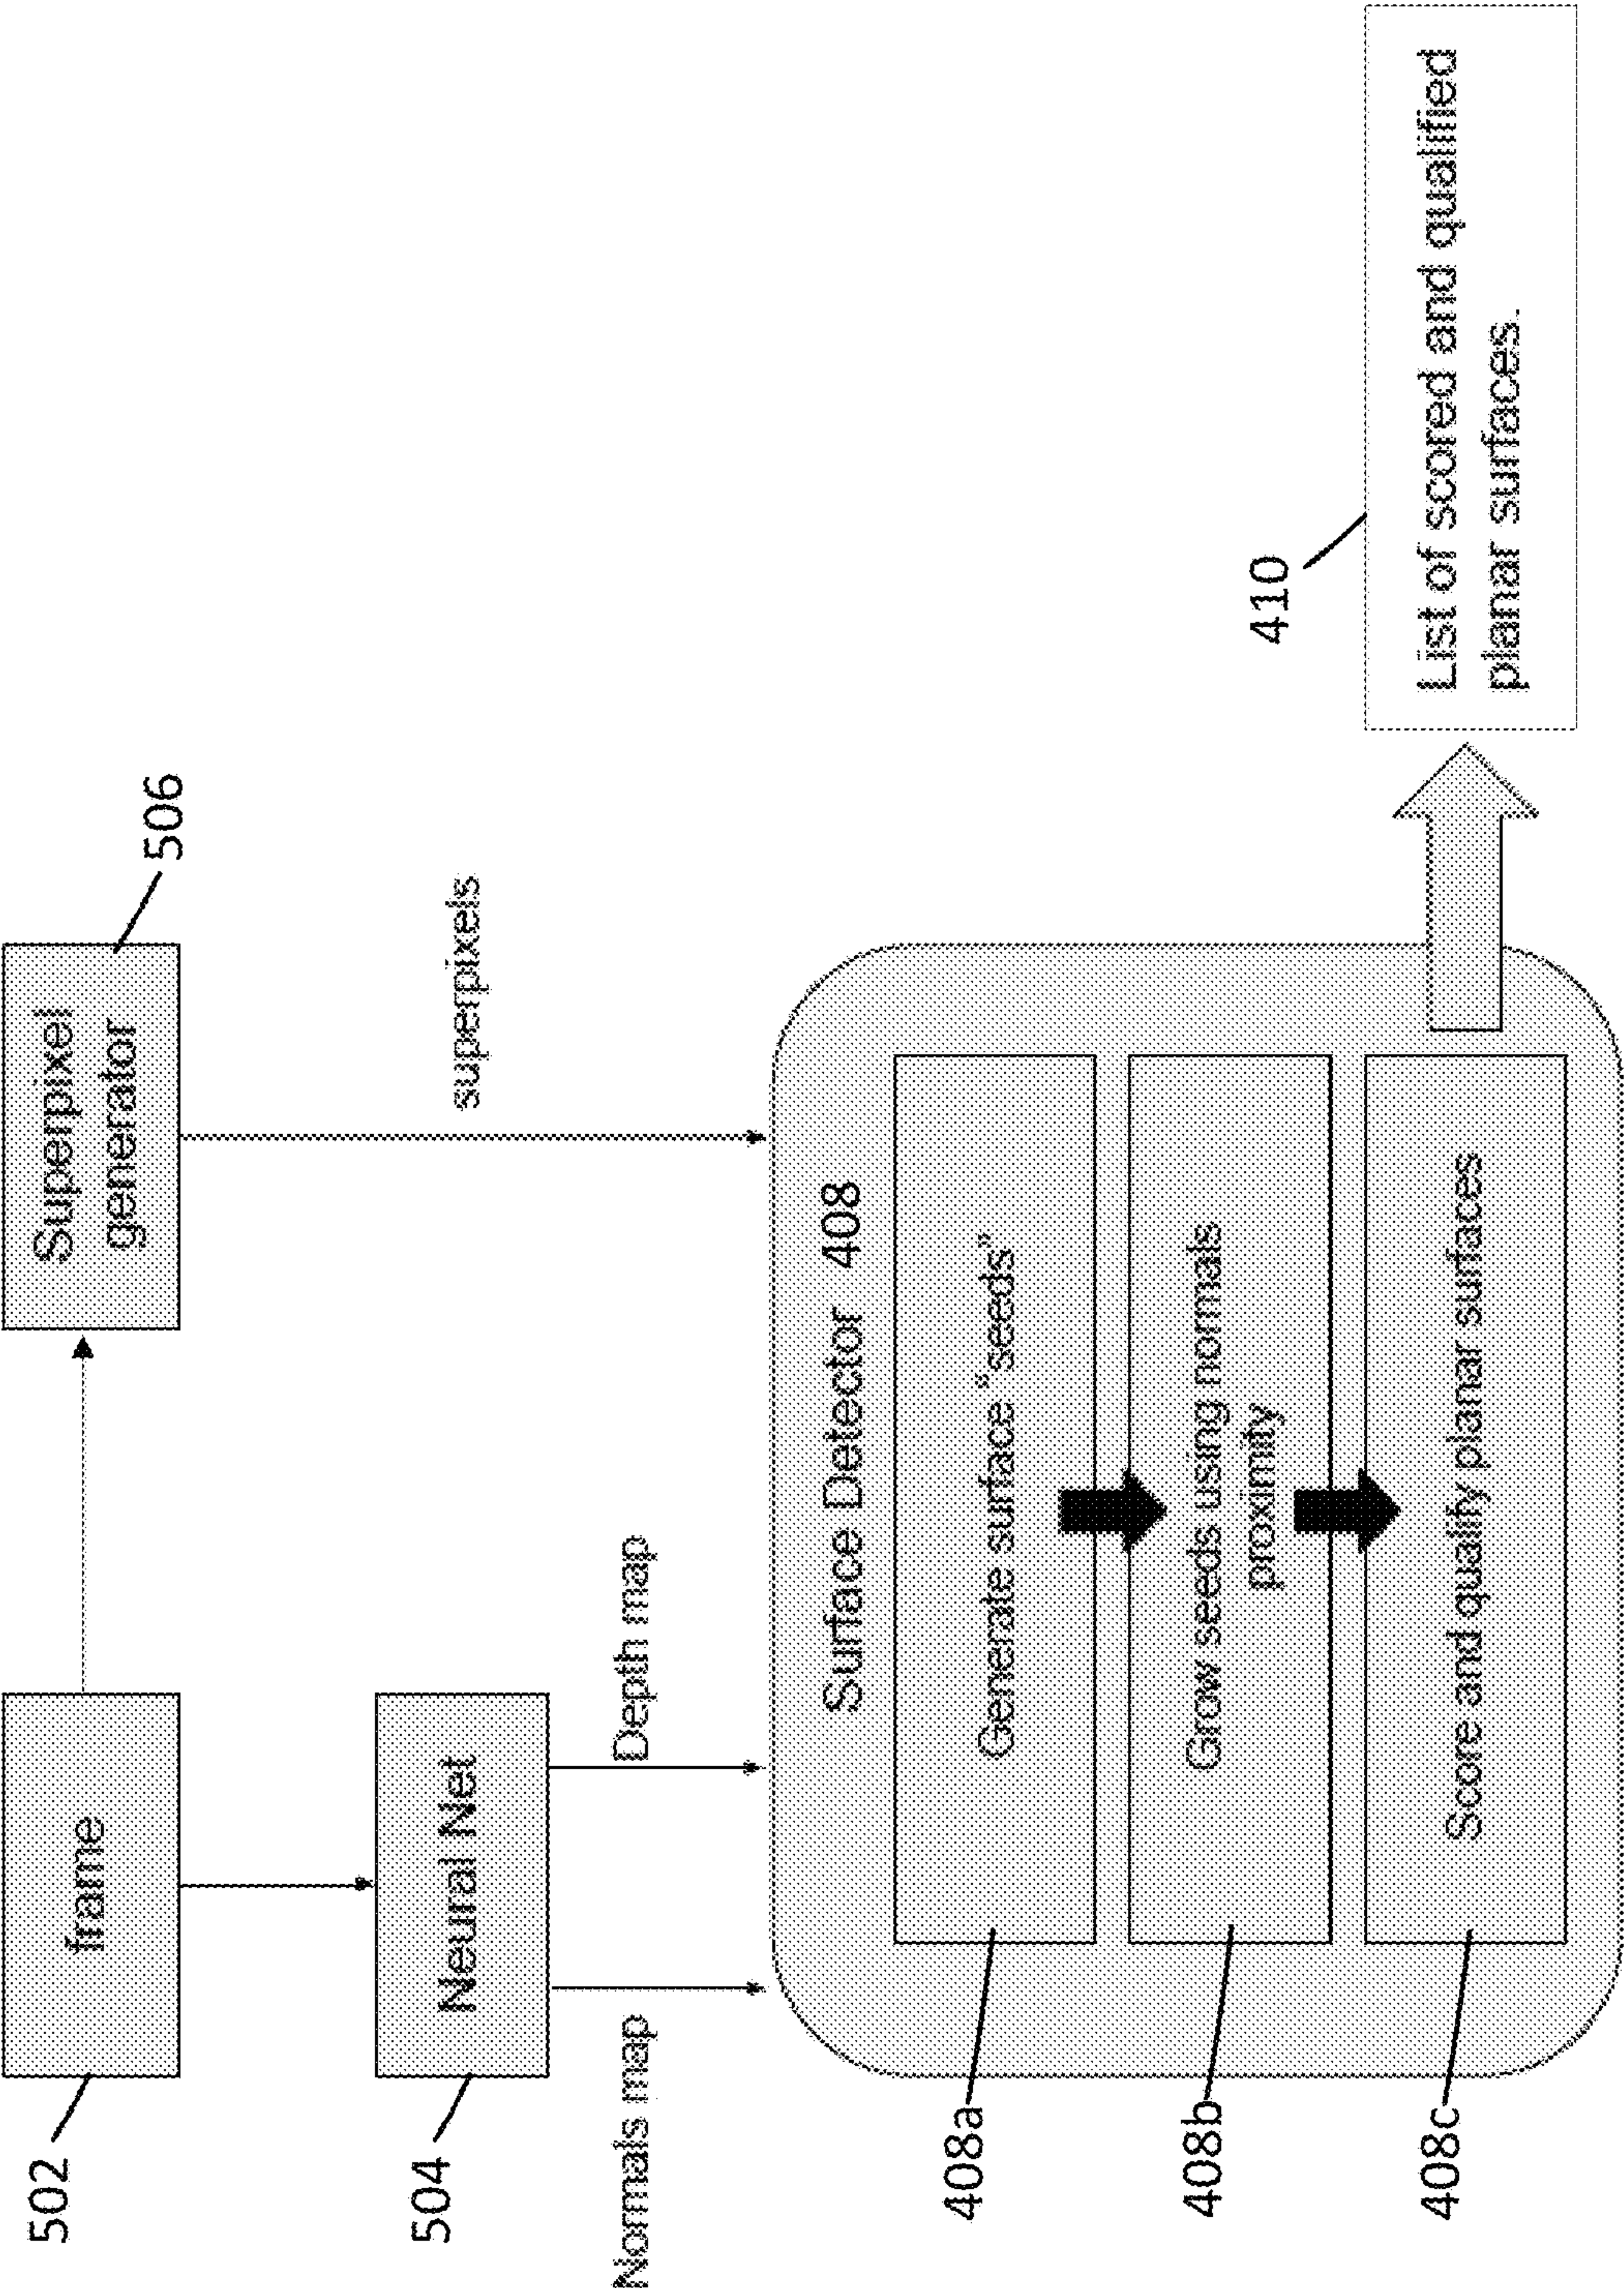 502
frame
Superpixel
generator
506
504
Neural Net
Normals map
Depth map
superpixels
Surface Detector 408
408a
Generate surface "seeds"
408b
Grow seeds using normals
proximity
408c
Score and qualify planar surfaces
410
List of scored and qualified
planar surfaces.